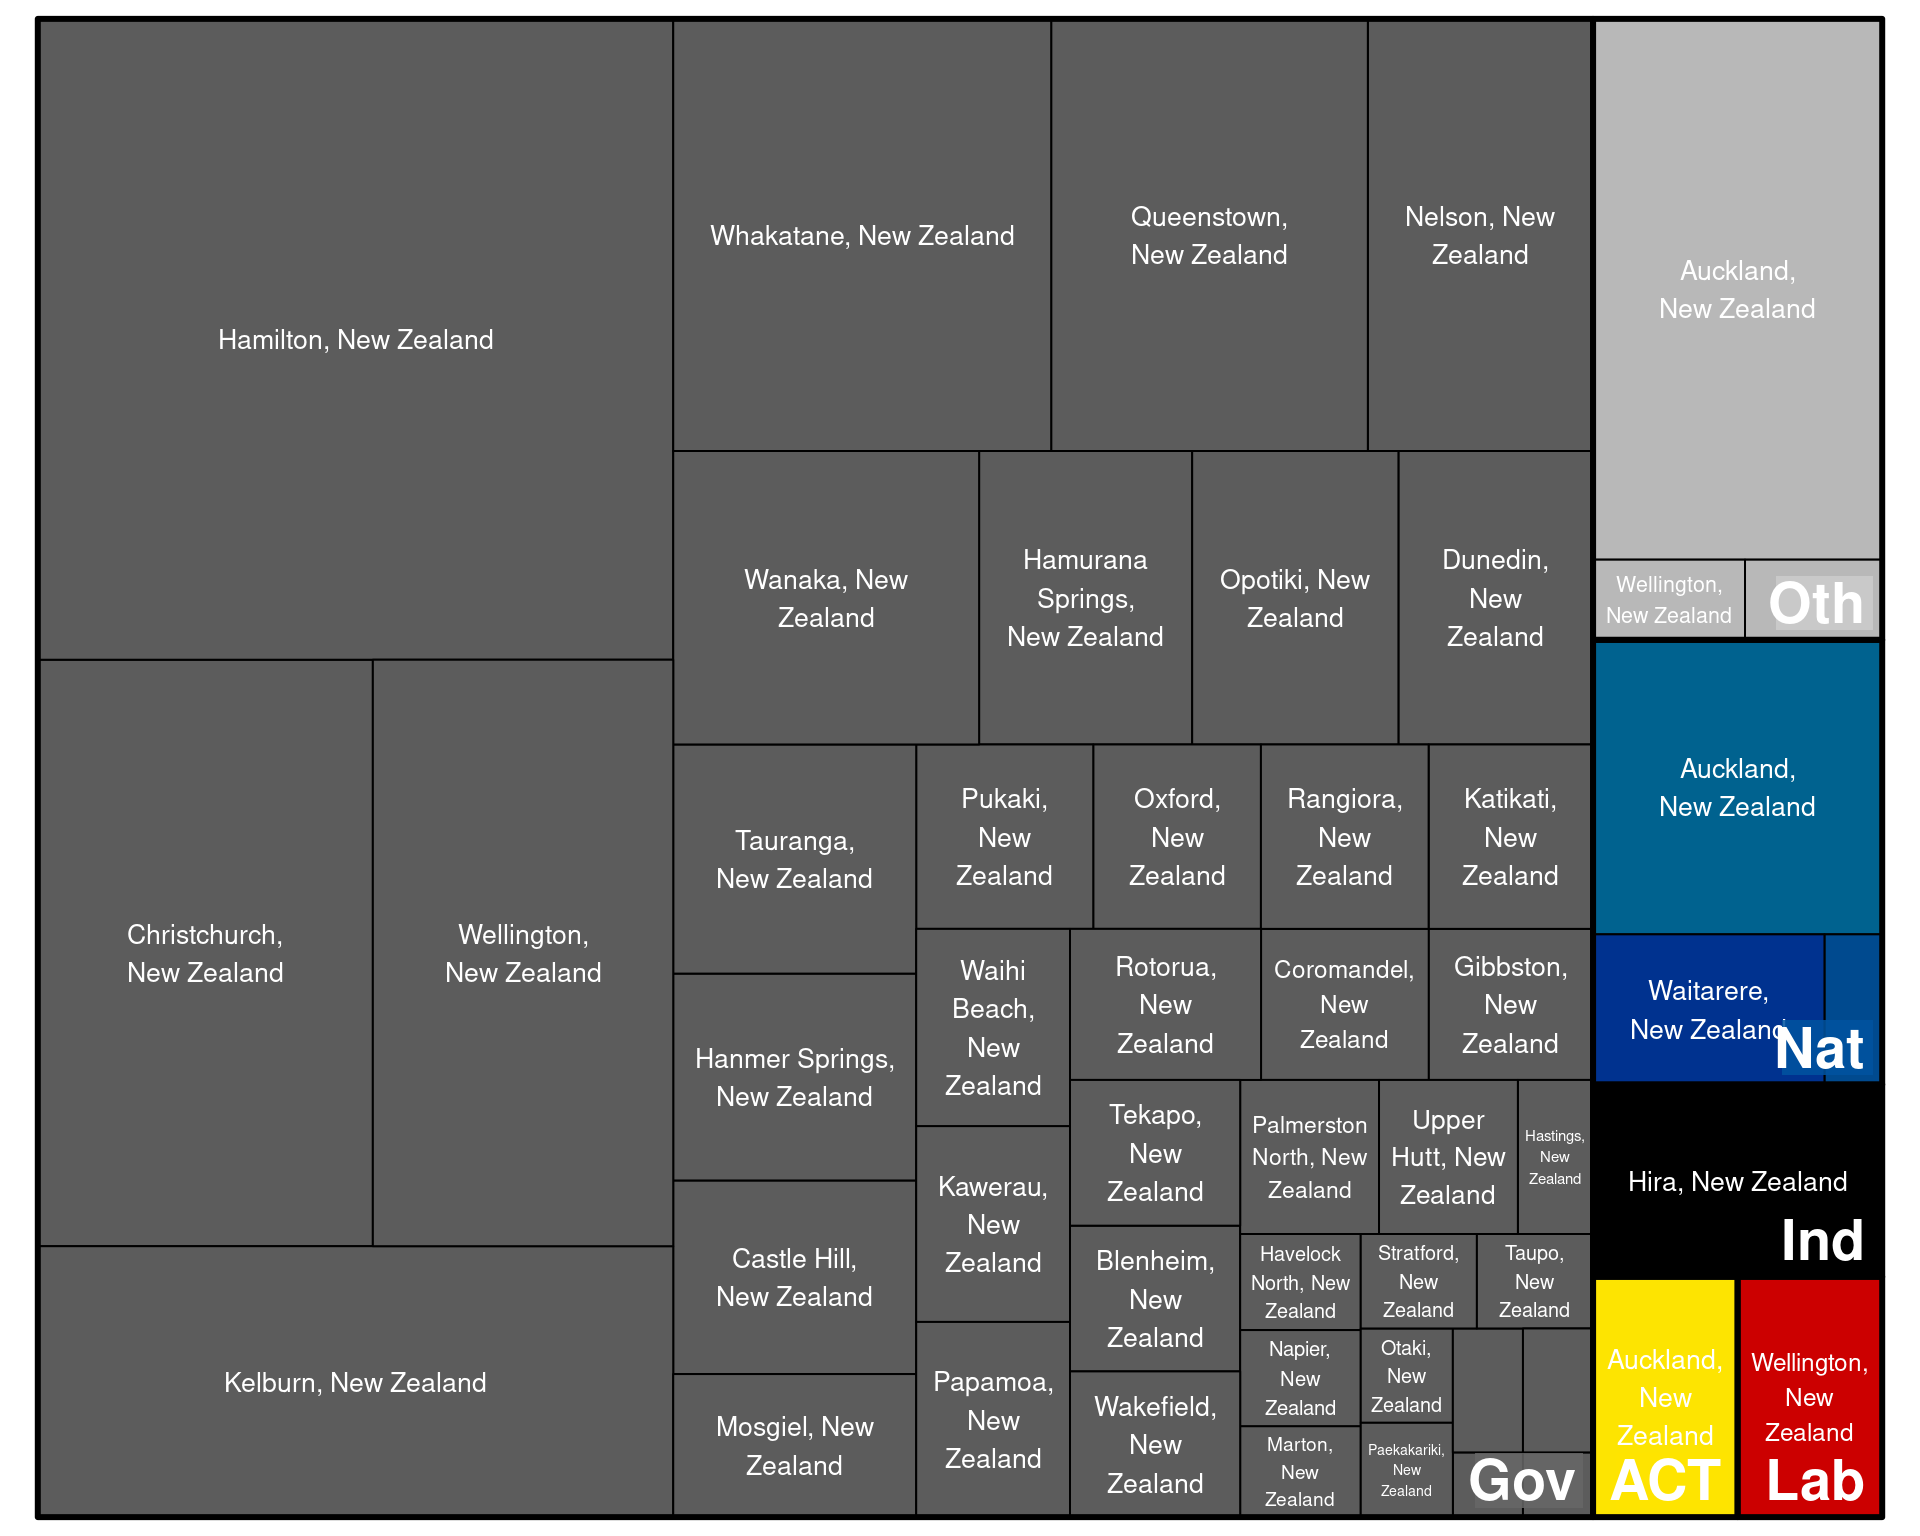 Hamilton, New Zealand
Christchurch,
New Zealand
Wellington,
New Zealand
Kelburn, New Zealand
Whakatane, New Zealand
Queenstown,
New Zealand
Nelson, New
Zealand
Wanaka, New
Zealand
Hamurana
Springs,
New Zealand
Opotiki, New
Zealand
Dunedin,
New
Zealand
Tauranga,
New Zealand
Hanmer Springs,
New Zealand
Castle Hill,
New Zealand
Mosgiel, New
Zealand
Pukaki,
New
Zealand
Oxford,
New
Zealand
Rangiora,
New
Zealand
Katikati,
New
Zealand
Waihi
Beach,
New
Zealand
Kawerau,
New
Zealand
Papamoa,
New
Zealand
Rotorua,
New
Zealand
Coromandel,
New
Zealand
Gibbston,
New
Zealand
Tekapo,
New
Zealand
Blenheim,
New
Zealand
Wakefield,
New
Zealand
Palmerston
North, New
Zealand
Upper
Hutt, New
Zealand
Hastings,
New
Zealand
Havelock
North, New
Zealand
Stratford,
New
Zealand
Taupo,
New
Zealand
Napier,
New
Zealand
Marton,
New
Zealand
Otaki,
New
Zealand
Paekakariki,
New
Zealand
Gov
Auckland,
New Zealand
Wellington,
New Zealand
Oth
Auckland,
New Zealand
Waitarere,
New Zealand
Nat
Hira, New Zealand
Ind
Auckland,
New
Zealand
ACT
Wellington,
New
Zealand
Lab